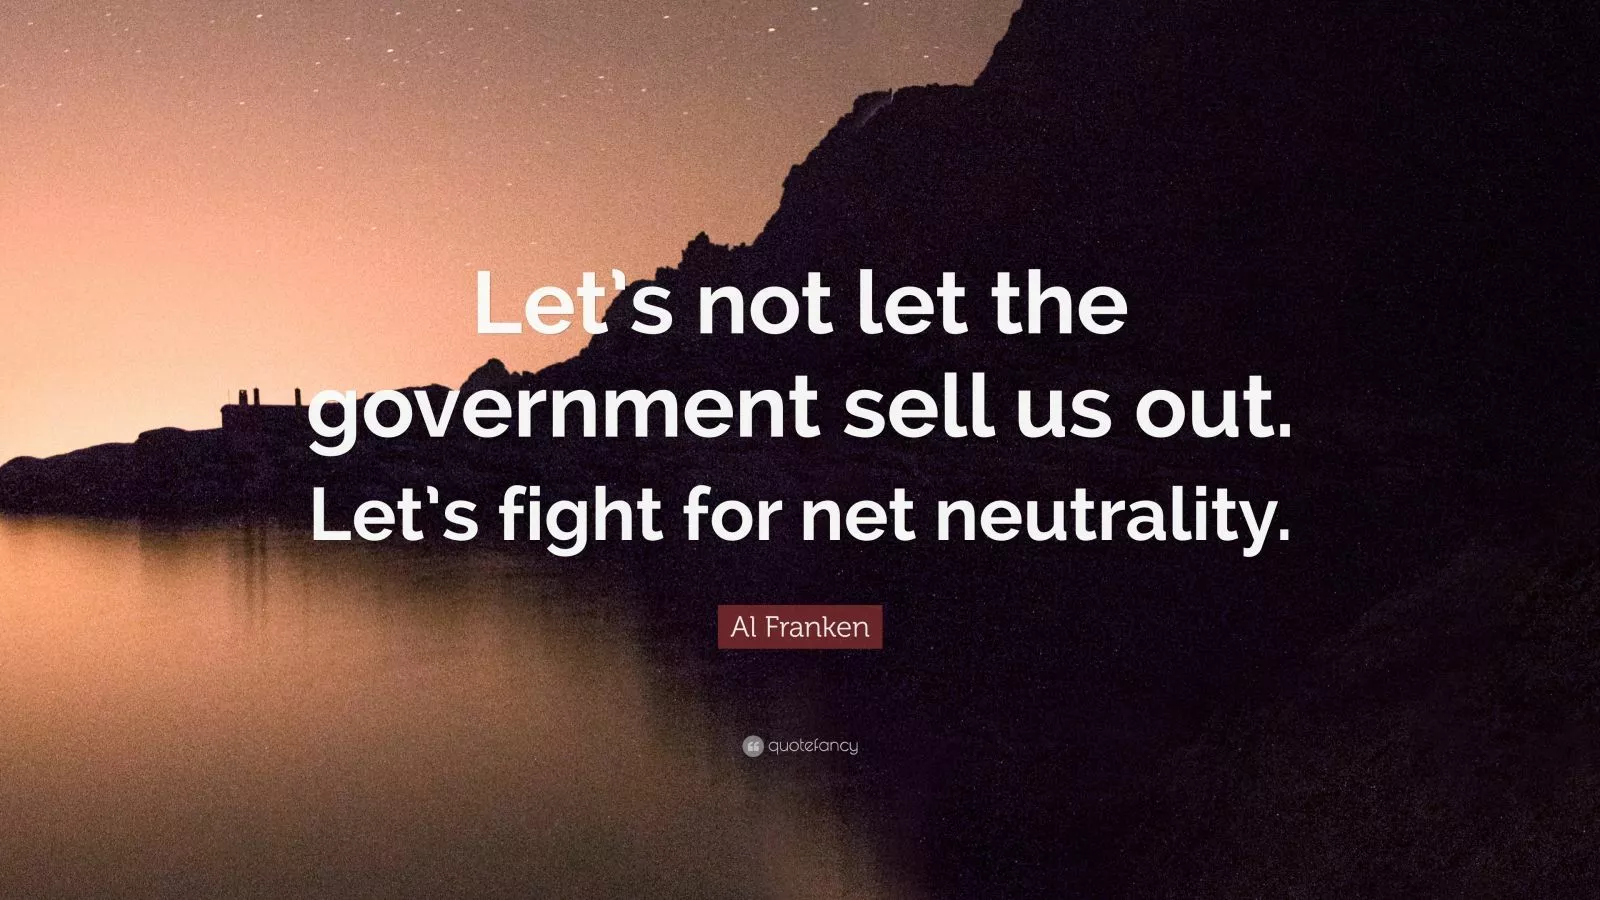 Let’s not let the
government sell us out.
Let’s fight for net neutrality.
Al Franken
quotefancy